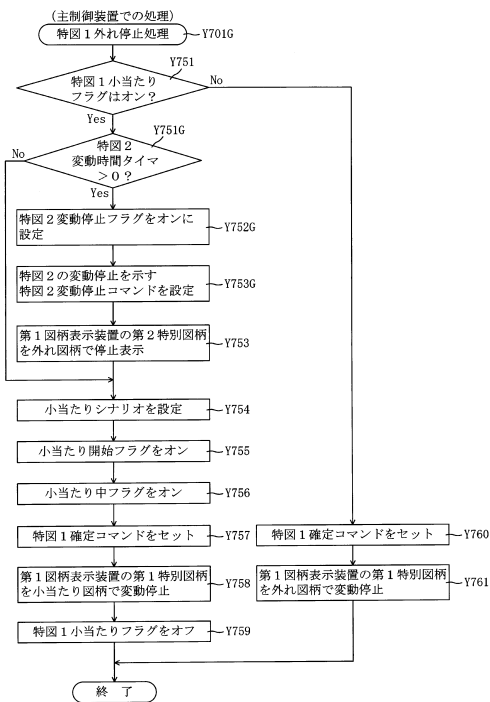 (主制御装置での処理)
特図1外れ停止処理
Y701G
Y751
特図1小当たり
フラグはオン?
No
Yes
Y751G
特図2
変動時間タイマ
>0?
No
Yes
特図2変動停止フラグをオンに
設定
Y752G
特図2の変動停止を示す
特図2変動停止コマンドを設定
Y753G
第1図柄表示装置の第2特別図柄
を外れ図柄で停止表示
Y753
小当たりシナリオを設定
Y754
小当たり開始フラグをオン
Y755
小当たり中フラグをオン
Y756
特図1確定コマンドをセット
Y757
特図1確定コマンドをセット
Y760
第1図柄表示装置の第1特別図柄
を小当たり図柄で変動停止
Y758
第1図柄表示装置の第1特別図柄
を外れ図柄で変動停止
Y761
特図1小当たりフラグをオフ
Y759
終 了